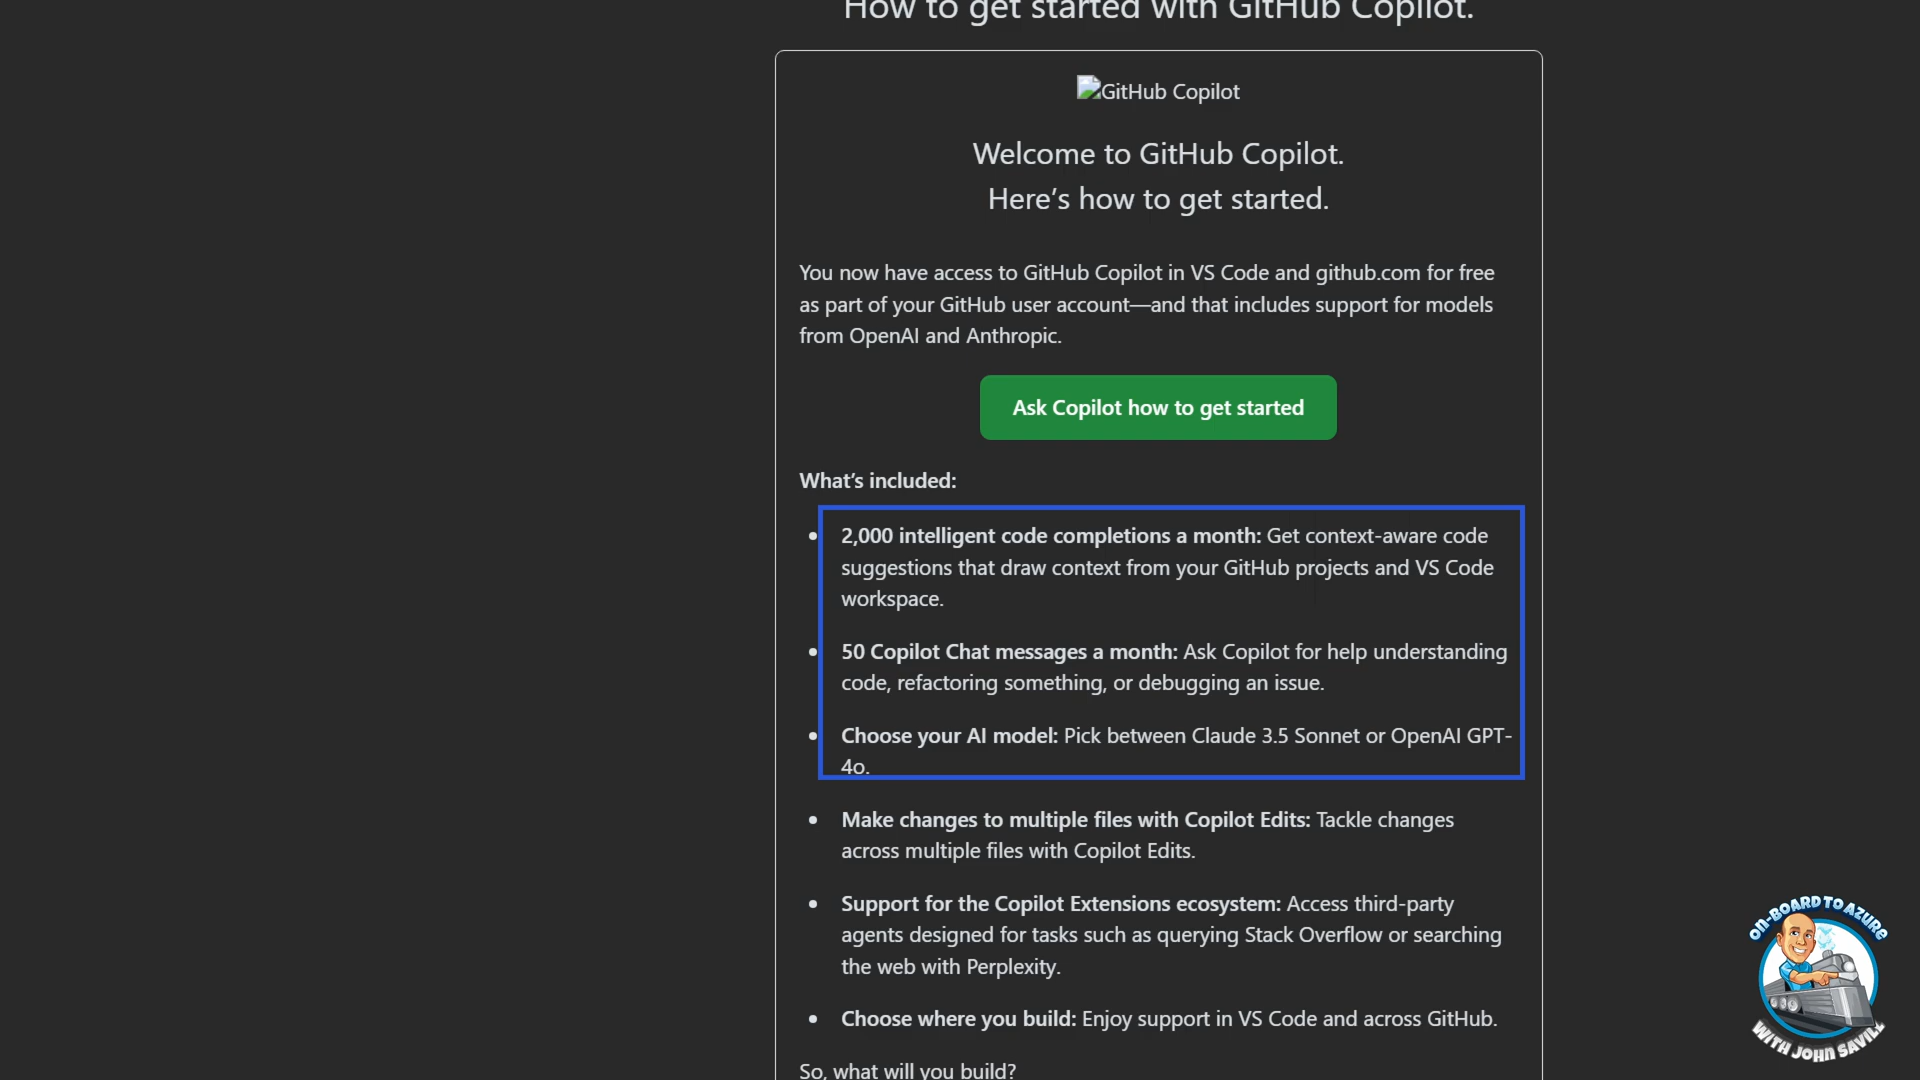 How to get started with GitHub Copilot.
GitHub Copilot
Welcome to GitHub Copilot.
Here’s how to get started.
You now have access to GitHub Copilot in VS Code and github.com for free
as part of your GitHub user account—and that includes support for models
from OpenAI and Anthropic.
Ask Copilot how to get started
What’s included:
2,000 intelligent code completions a month: Get context-aware code
suggestions that draw context from your GitHub projects and VS Code
workspace.
50 Copilot Chat messages a month: Ask Copilot for help understanding
code, refactoring something, or debugging an issue.
Choose your AI model: Pick between Claude 3.5 Sonnet or OpenAI GPT-
4o.
Make changes to multiple files with Copilot Edits: Tackle changes
across multiple files with Copilot Edits.
Support for the Copilot Extensions ecosystem: Access third-party
agents designed for tasks such as querying Stack Overflow or searching
the web with Perplexity.
Choose where you build: Enjoy support in VS Code and across GitHub.
So, what will you build?
ON-BOARD TO AZURE
WITH JOHN SAVILL